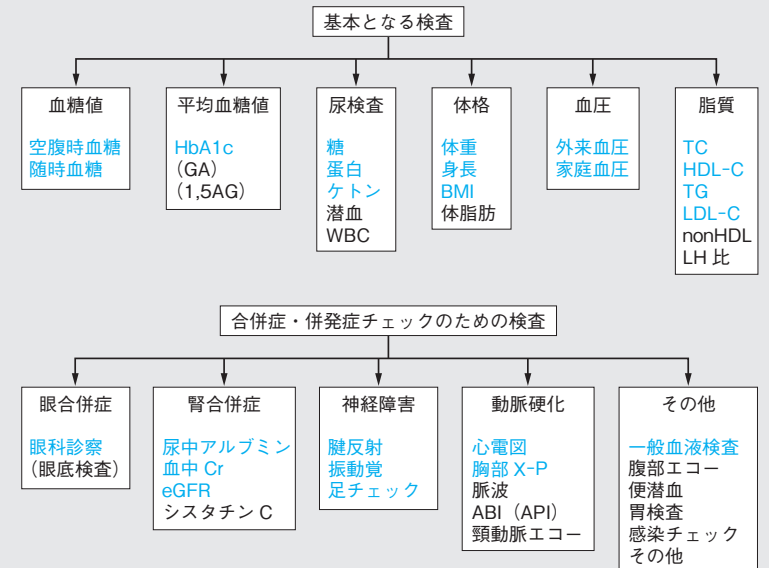 基本となる検査
血糖値
空腹時血糖
随時血糖
平均血糖値
HbA1c
(GA)
(1,5AG)
尿検査
糖
蛋白
ケトン
潜血
WBC
体格
体重
身長
BMI
体脂肪
血圧
外来血圧
家庭血圧
脂質
TC
HDL-C
TG
LDL-C
nonHDL
LH 比
合併症・併発症チェックのための検査
眼合併症
眼科診察
(眼底検査)
腎合併症
尿中アルブミン
血中 Cr
eGFR
シスタチン C
神経障害
腱反射
振動覚
足チェック
動脈硬化
心電図
胸部 X-P
脈波
ABI（API）
頸動脈エコー
その他
一般血液検査
腹部エコー
便潜血
胃検査
感染チェック
その他